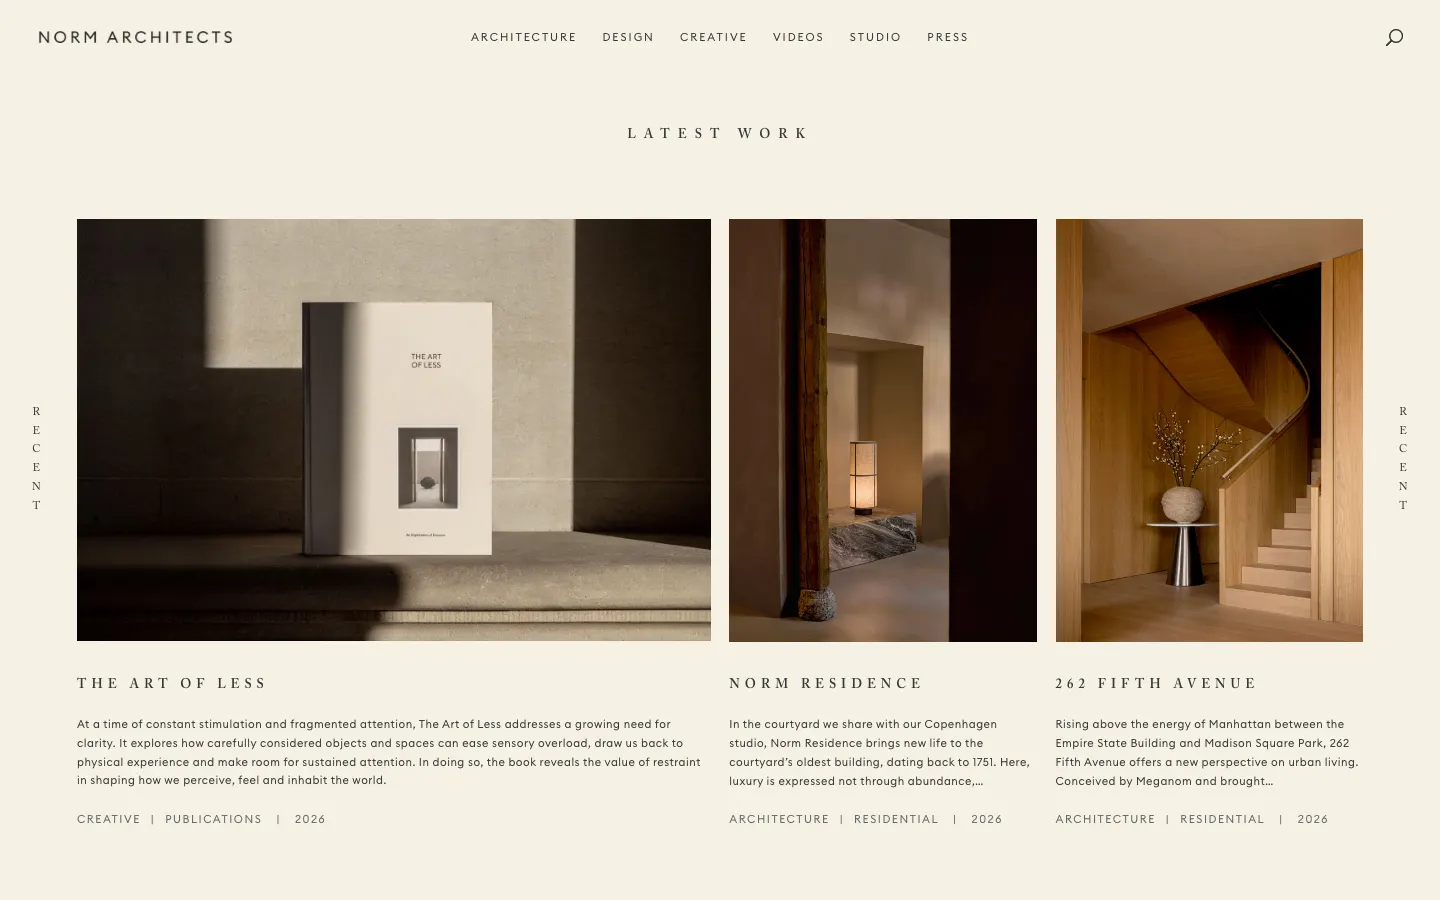 NORM ARCHITECTS
ARCHITECTURE DESIGN CREATIVE VIDEOS STUDIO PRESS
LATEST WORK
RECENT
THE ART
OF LESS
RECENT
THE ART OF LESS
At a time of constant stimulation and fragmented attention, The Art of Less addresses a growing need for
clarity. It explores how carefully considered objects and spaces can ease sensory overload, draw us back to
physical experience and make room for sustained attention. In doing so, the book reveals the value of restraint
in shaping how we perceive, feel and inhabit the world.
CREATIVE | PUBLICATIONS | 2026
NORM RESIDENCE
In the courtyard we share with our Copenhagen
studio, Norm Residence brings new life to the
courtyard’s oldest building, dating back to 1751. Here,
luxury is expressed not through abundance,...
ARCHITECTURE | RESIDENTIAL | 2026
262 FIFTH AVENUE
Rising above the energy of Manhattan between the
Empire State Building and Madison Square Park, 262
Fifth Avenue offers a new perspective on urban living.
Conceived by Meganom and brought...
ARCHITECTURE | RESIDENTIAL | 2026